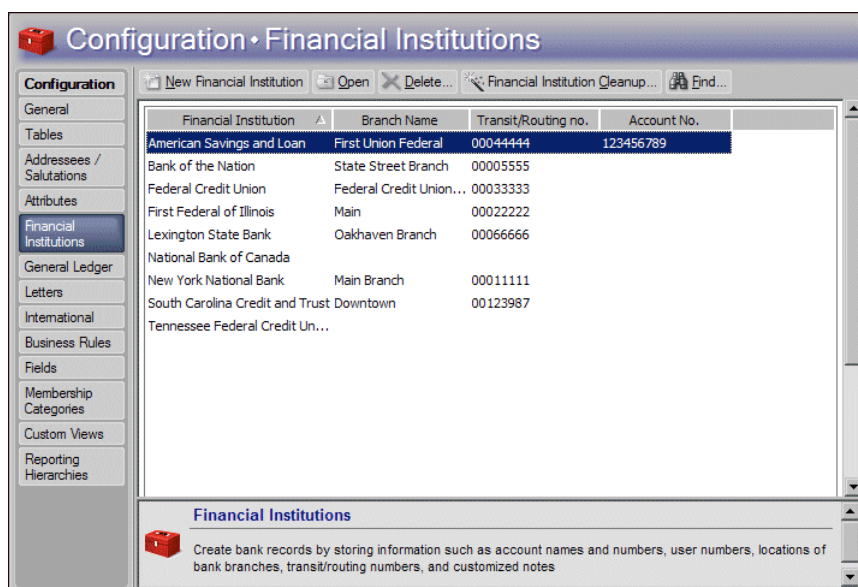 Configuration • Financial Institutions
Configuration
General
Tables
Addressees /
Salutations
Attributes
Financial
Institutions
General Ledger
Letters
International
Business Rules
Fields
Membership
Categories
Custom Views
Reporting
Hierarchies
New Financial Institution Open Delete... Financial Institution Cleanup... Find...
Financial Institution Branch Name Transit/Routing no. Account No.
American Savings and Loan First Union Federal 00044444 123456789
Bank of the Nation State Street Branch 00005555
Federal Credit Union Federal Credit Union... 00033333
First Federal of Illinois Main 00022222
Lexington State Bank Oakhaven Branch 00066666
National Bank of Canada
New York National Bank Main Branch 00011111
South Carolina Credit and Trust Downtown 00123987
Tennessee Federal Credit Un...
Financial Institutions
Create bank records by storing information such as account names and numbers, user numbers, locations of
bank branches, transit/routing numbers, and customized notes